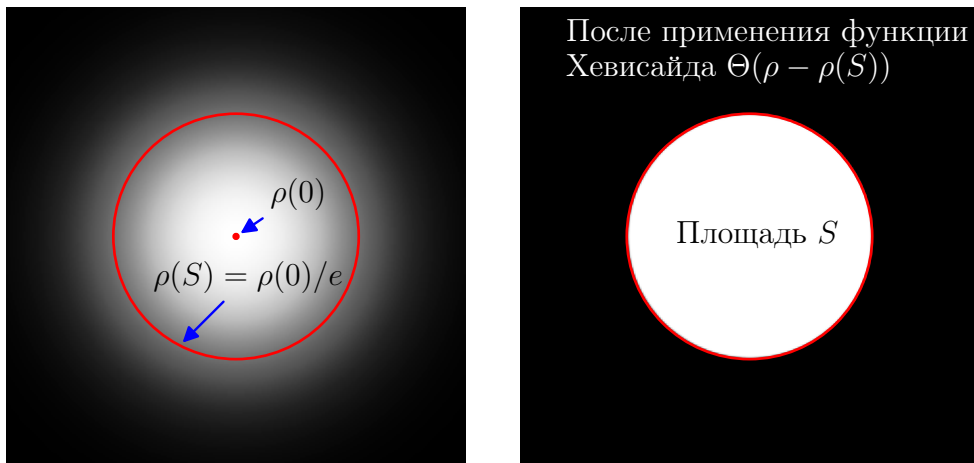 ρ(0)
ρ(S) = ρ(0)/e
После применения функции
Хевисайда Θ(ρ − ρ(S))
Площадь S